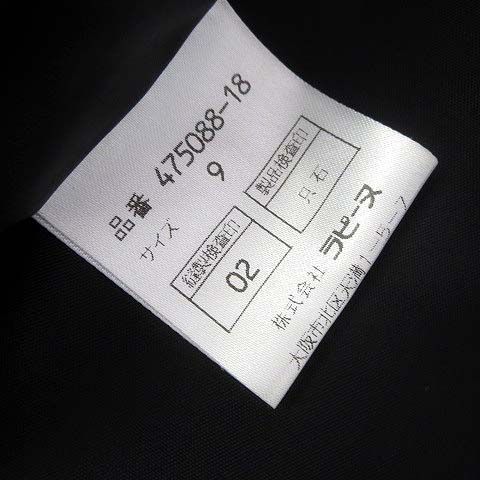 品番 475088-18
サイズ 9
縫製検査印
02
製品検査印
只石
株式会社 ラピーヌ
大阪市北区天満1-5-7